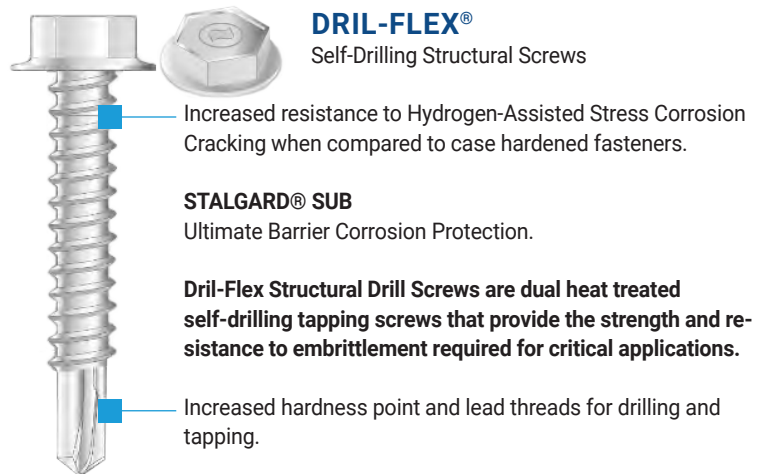 DRIL-FLEX®
Self-Drilling Structural Screws
Increased resistance to Hydrogen-Assisted Stress Corrosion
Cracking when compared to case hardened fasteners.
STALGARD® SUB
Ultimate Barrier Corrosion Protection.
Dril-Flex Structural Drill Screws are dual heat treated
self-drilling tapping screws that provide the strength and re-
sistance to embrittlement required for critical applications.
Increased hardness point and lead threads for drilling and
tapping.